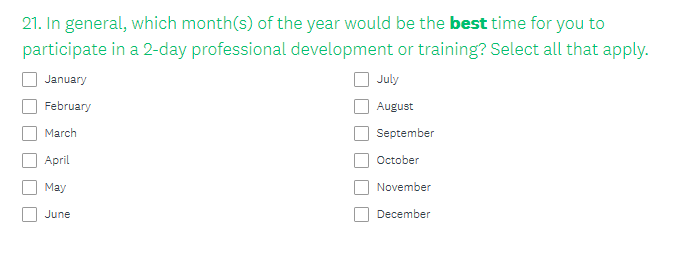 21. In general, which month(s) of the year would be the best time for you to
participate in a 2-day professional development or training? Select all that apply.
January
February
March
April
May
June
July
August
September
October
November
December